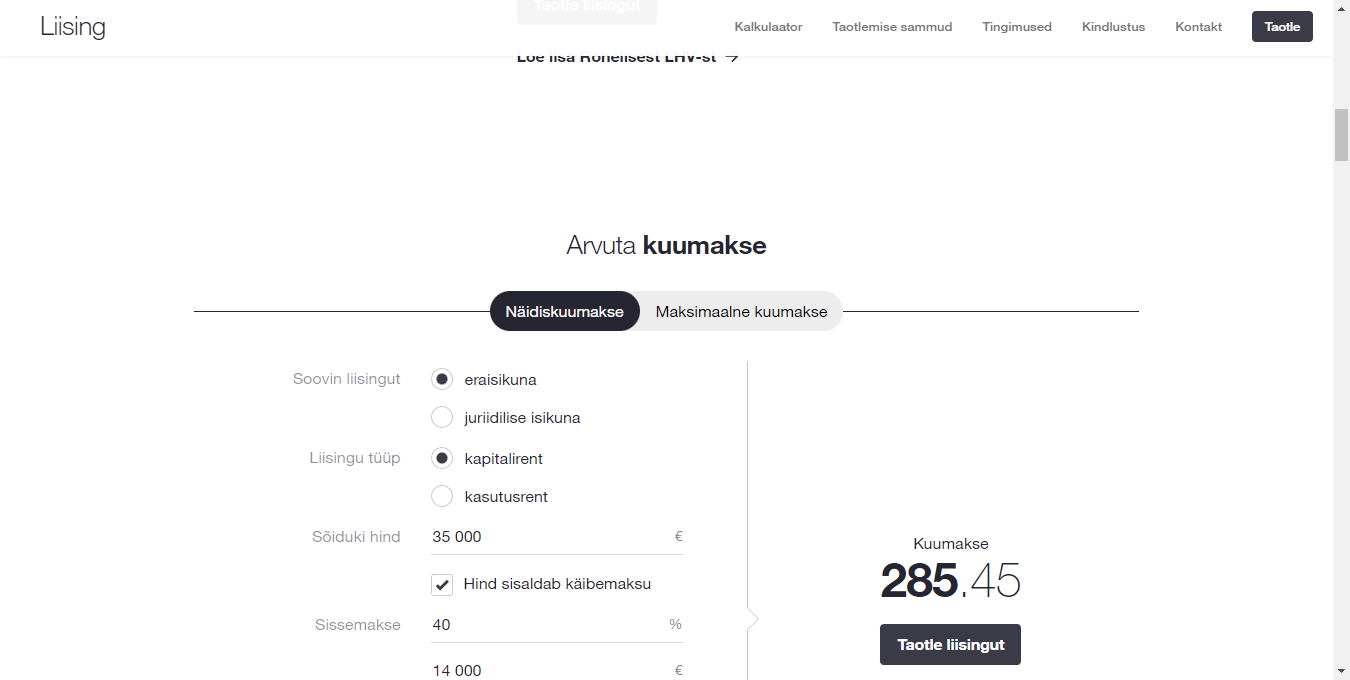 Taotle liisingut
Liising
Kalkulaator Taotlemise sammud Tingimused Kindlustus Kontakt Taotle
Loe lisa Rohelisest LHV-st →
Arvuta kuumakse
Näidiskuumakse Maksimaalne kuumakse
Soovin liisingut eraisikuna
juriidilise isikuna
Liisingu tüüp kapitalirent
kasutusrent
Sõiduki hind 35 000 €
Hind sisaldab käibemaksu
Sissemakse 40 %
14 000 €
Kuumakse
285.45
Taotle liisingut